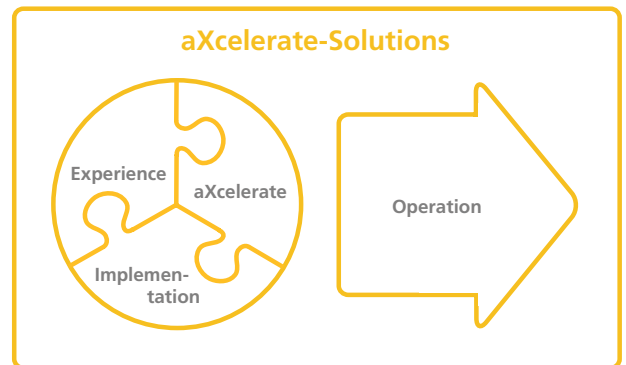 aXcelerate-Solutions
Experience
aXcelerate
Implemen-
tation
Operation